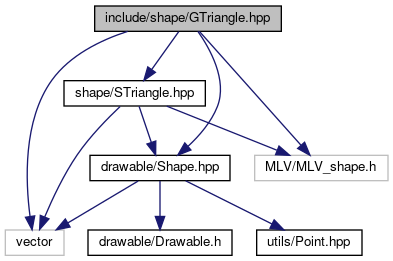 include/shape/GTriangle.hpp
shape/STriangle.hpp
drawable/Shape.hpp
MLV/MLV_shape.h
vector
drawable/Drawable.h
utils/Point.hpp